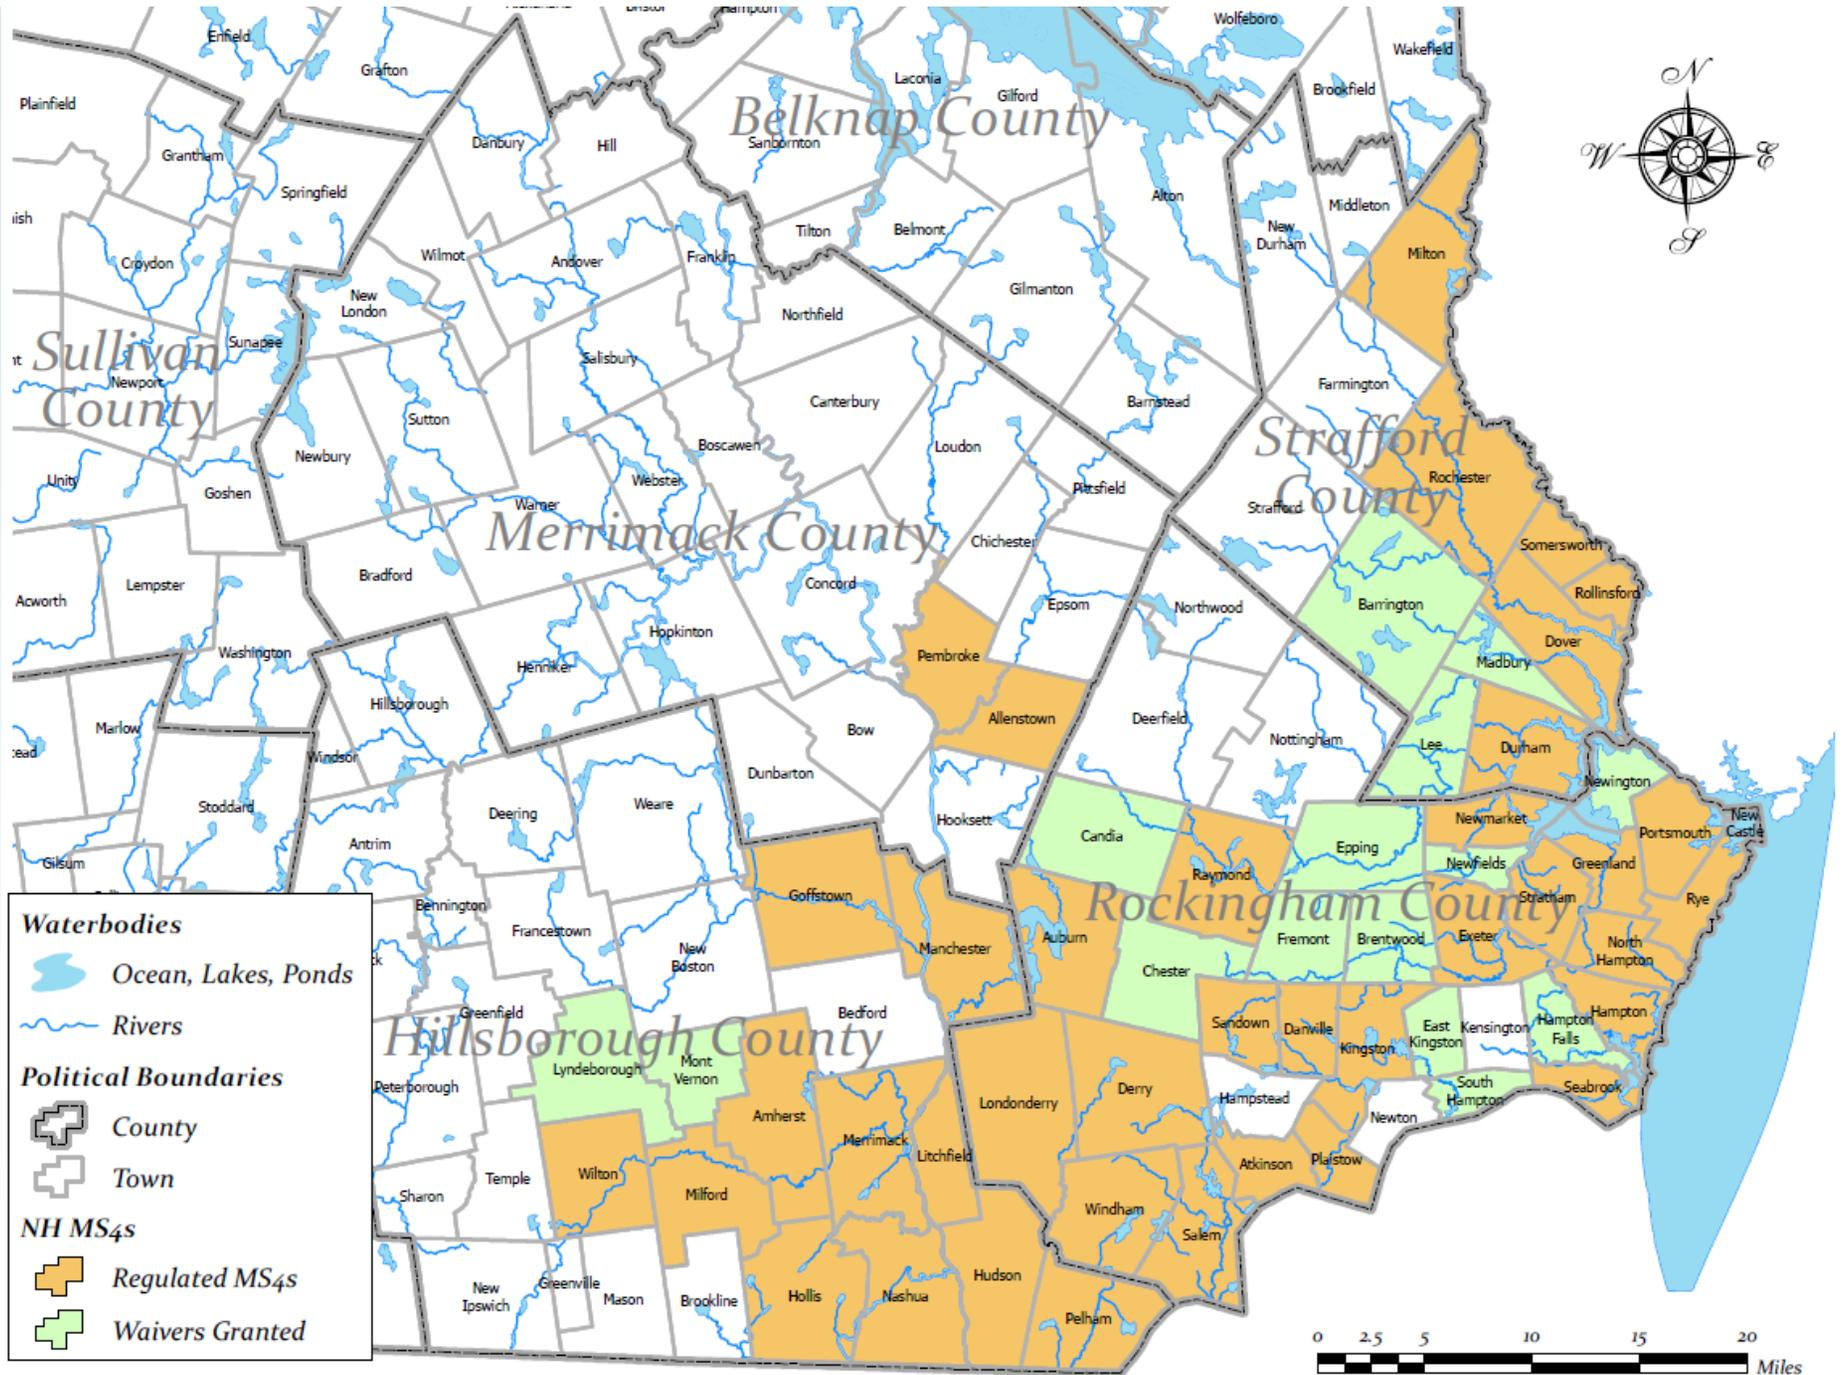 Enfield
Grafton
Hampton
Wolfeboro
Wakefield
Plainfield
Grantham
Springfield
Danbury
Hill
Sanbornton
Laconia
Gilford
Belknap County
Brookfield
N
W
E
S
Croydon
Wilmot
Andover
Franklin
Tilton
Belmont
Alton
New
Durham
Middleton
Milton
New
London
Northfield
Gilmanton
Sullivan
County
Sunapee
Newport
Sutton
Salisbury
Canterbury
Barnstead
Farmington
Strafford
County
Newbury
Boscawen
Loudon
Unity
Goshen
Warner
Webster
Pittsfield
Strafford
Rochester
Merrimack County
Chichester
Somersworth
Acworth
Lempster
Bradford
Concord
Epsom
Northwood
Barrington
Rollinsford
Washington
Henniker
Hopkinton
Pembroke
Madbury
Dover
Marlow
Hillsborough
Windsor
Bow
Allenstown
Deerfield
Nottingham
Lee
Durham
Newington
Stoddard
Deering
Weare
Dunbarton
Hooksett
Candia
Raymond
Epping
Newmarket
Newfields
Portsmouth
New
Castle
Greenland
Gilsum
Antrim
Bennington
Francestown
Goffstown
Manchester
Auburn
Rockingham County
Stratham
Rye
New
Boston
Chester
Fremont
Brentwood
Exeter
North
Hampton
Greenfield
Bedford
Sandown
Danville
Kingston
East
Kingston
Kensington
Hampton
Falls
Hampton
Hillsborough County
Lyndeborough
Mont
Vernon
Peterborough
Amherst
Merrimack
Litchfield
Londonderry
Derry
Hampstead
Newton
South
Hampton
Seabrook
Sharon
Temple
Wilton
Milford
Windham
Salem
Atkinson
Plaistow
New
Ipswich
Greenville
Mason
Brookline
Hollis
Nashua
Hudson
Pelham
Waterbodies
Ocean, Lakes, Ponds
Rivers
Political Boundaries
County
Town
NH MS4s
Regulated MS4s
Waivers Granted
0 2.5 5 10 15 20
Miles